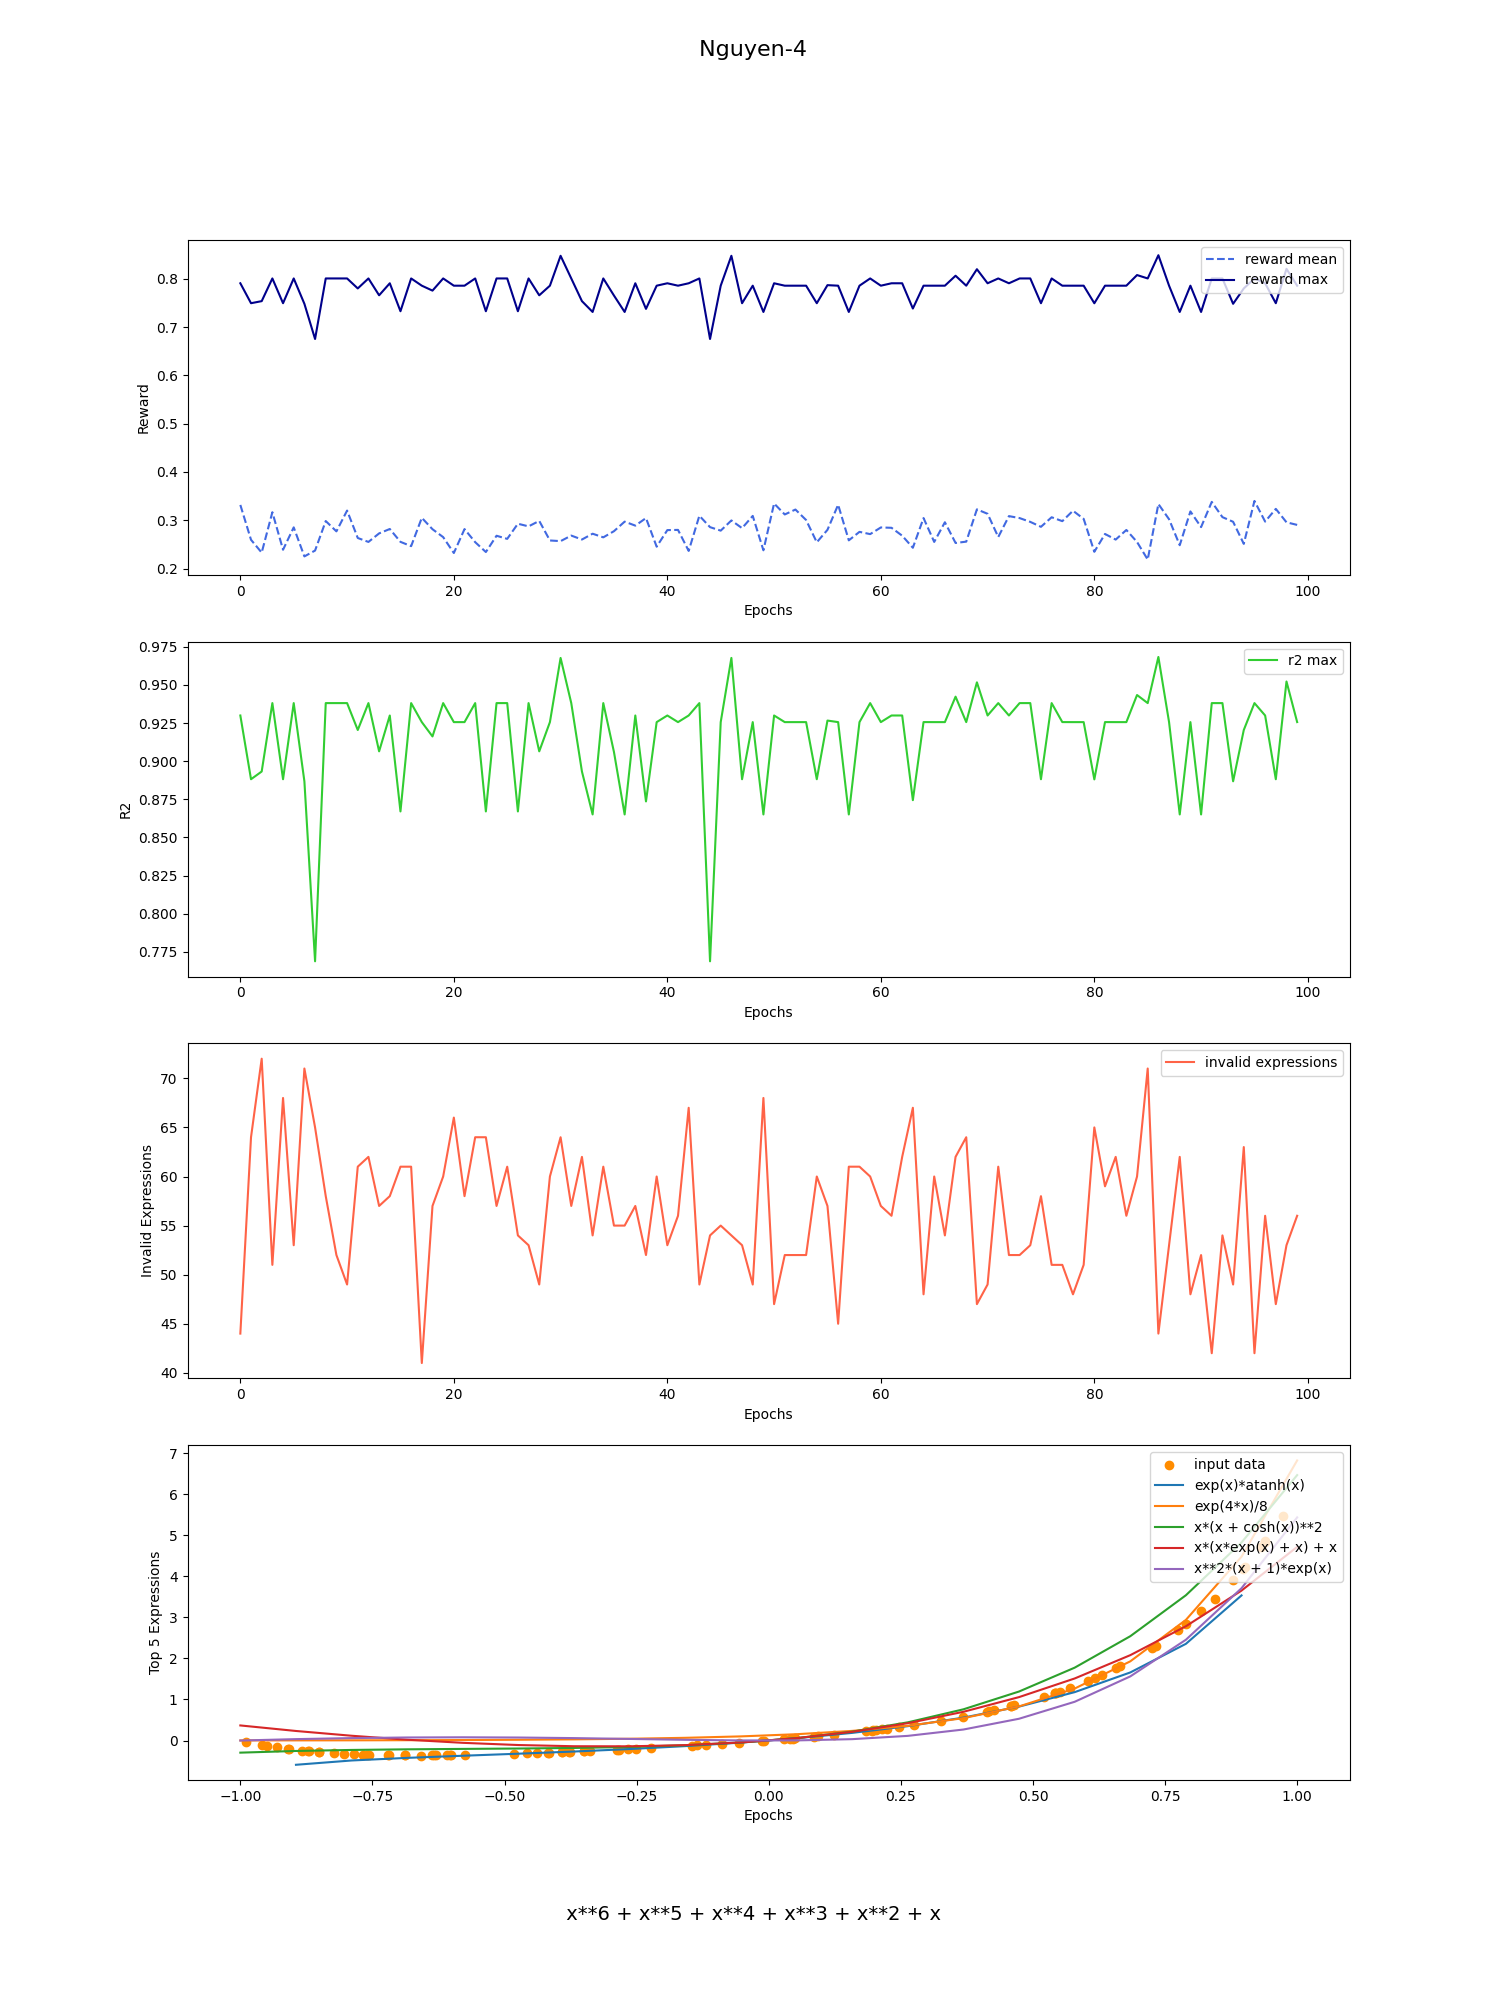 Nguyen-4
reward mean
reward max
0.8
0.7
0.6
0.5
0.4
0.3
0.2
Reward
0 20 40 60 80 100
Epochs
r2 max
0.975
0.950
0.925
0.900
0.875
0.850
0.825
0.800
0.775
R2
0 20 40 60 80 100
Epochs
invalid expressions
70
65
60
55
50
45
40
Invalid Expressions
0 20 40 60 80 100
Epochs
input data
exp(x)*atanh(x)
exp(4*x)/8
x*(x + cosh(x))**2
x*(x*exp(x) + x) + x
x**2*(x + 1)*exp(x)
7
6
5
4
3
2
1
0
Top 5 Expressions
−1.00 −0.75 −0.50 −0.25 0.00 0.25 0.50 0.75 1.00
Epochs
x**6 + x**5 + x**4 + x**3 + x**2 + x